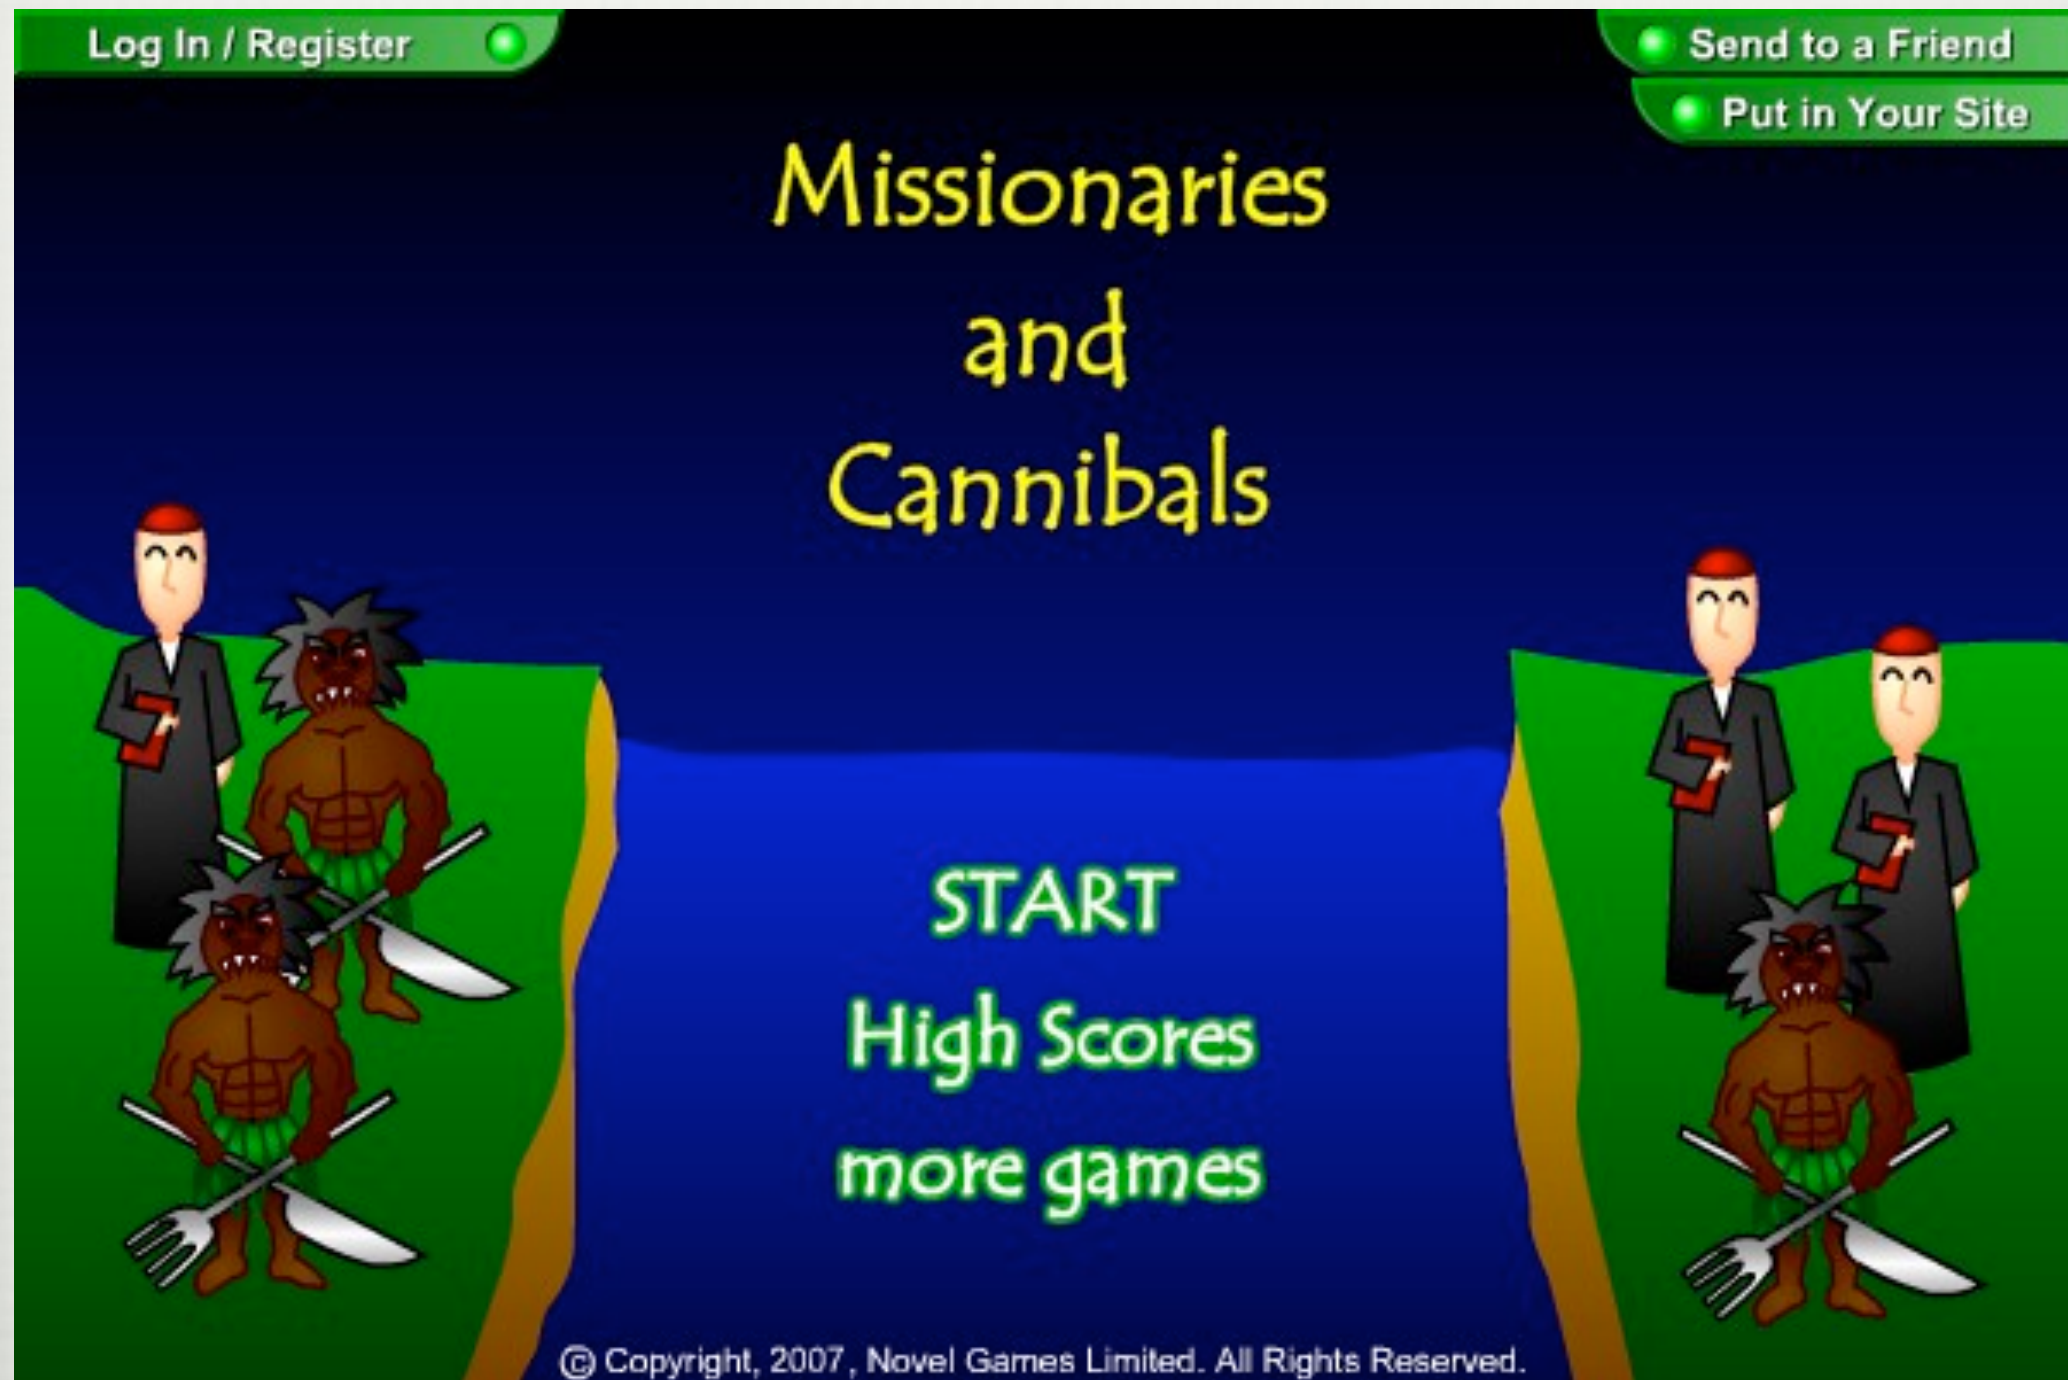 Log In / Register
Send to a Friend
Put in Your Site
Missionaries
and
Cannibals
START
High Scores
more games
© Copyright, 2007, Novel Games Limited. All Rights Reserved.